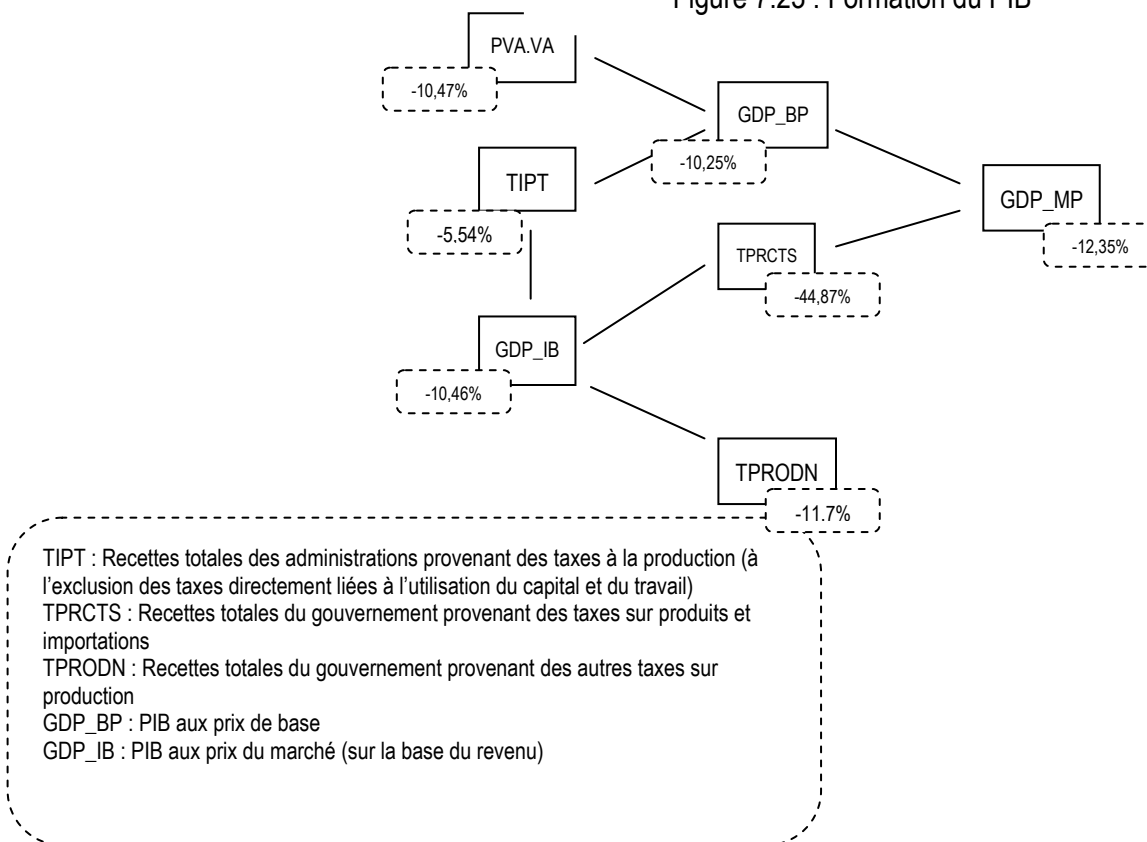 Figure 7.25 : Formation du PIB
PVA.VA
-10,47%
GDP_BP
-10,25%
TIPT
-5.54%
GDP_MP
-12,35%
TPRCTS
-44,87%
GDP_IB
-10,46%
TPRODN
-11.7%
TIPT : Recettes totales des administrations provenant des taxes à la production (à
l'exclusion des taxes directement liées à l'utilisation du capital et du travail)
TPRCTS : Recettes totales du gouvernement provenant des taxes sur produits et
importations
TPRODN : Recettes totales du gouvernement provenant des autres taxes sur
production
GDP_BP : PIB aux prix de base
GDP_IB : PIB aux prix du marché (sur la base du revenu)